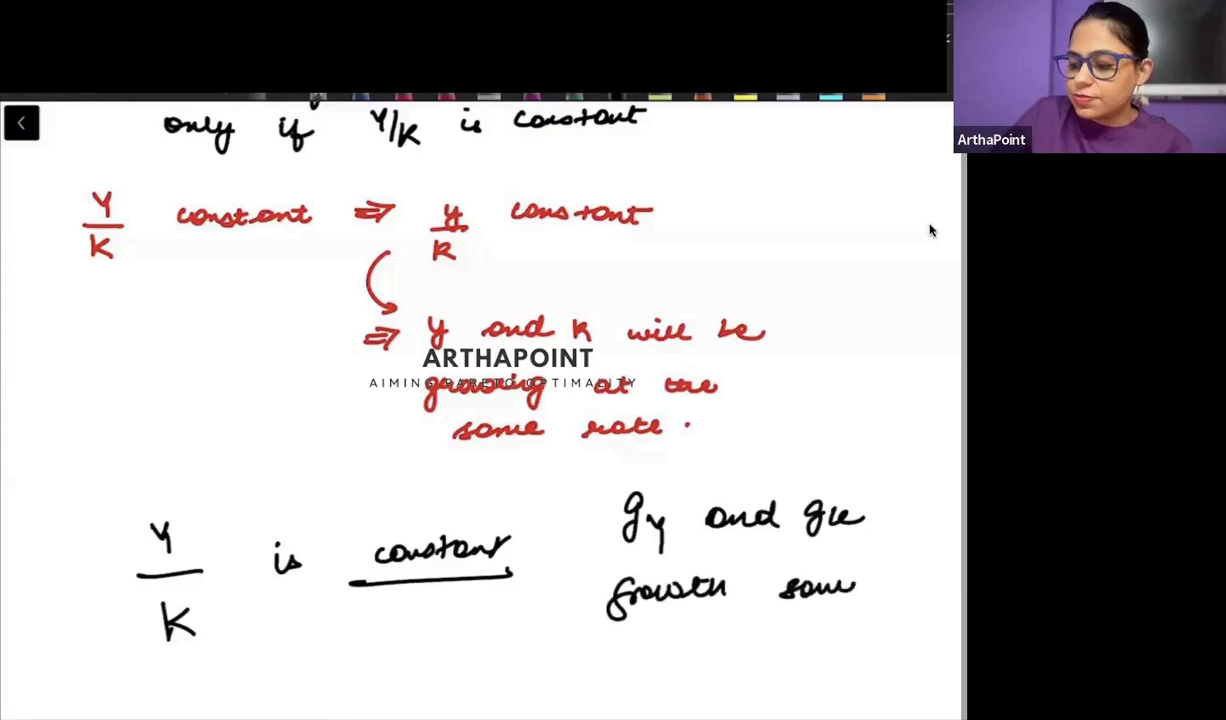 ArthaPoint
only if Y/K is constant
Y/K constant ⇒ y/k constant
⇒ y and k will be
ARTHAPOINT
AIMING PARETO OPTIMALITY
growing at the
same rate.
Y/K is constant
gY and gK
growth same